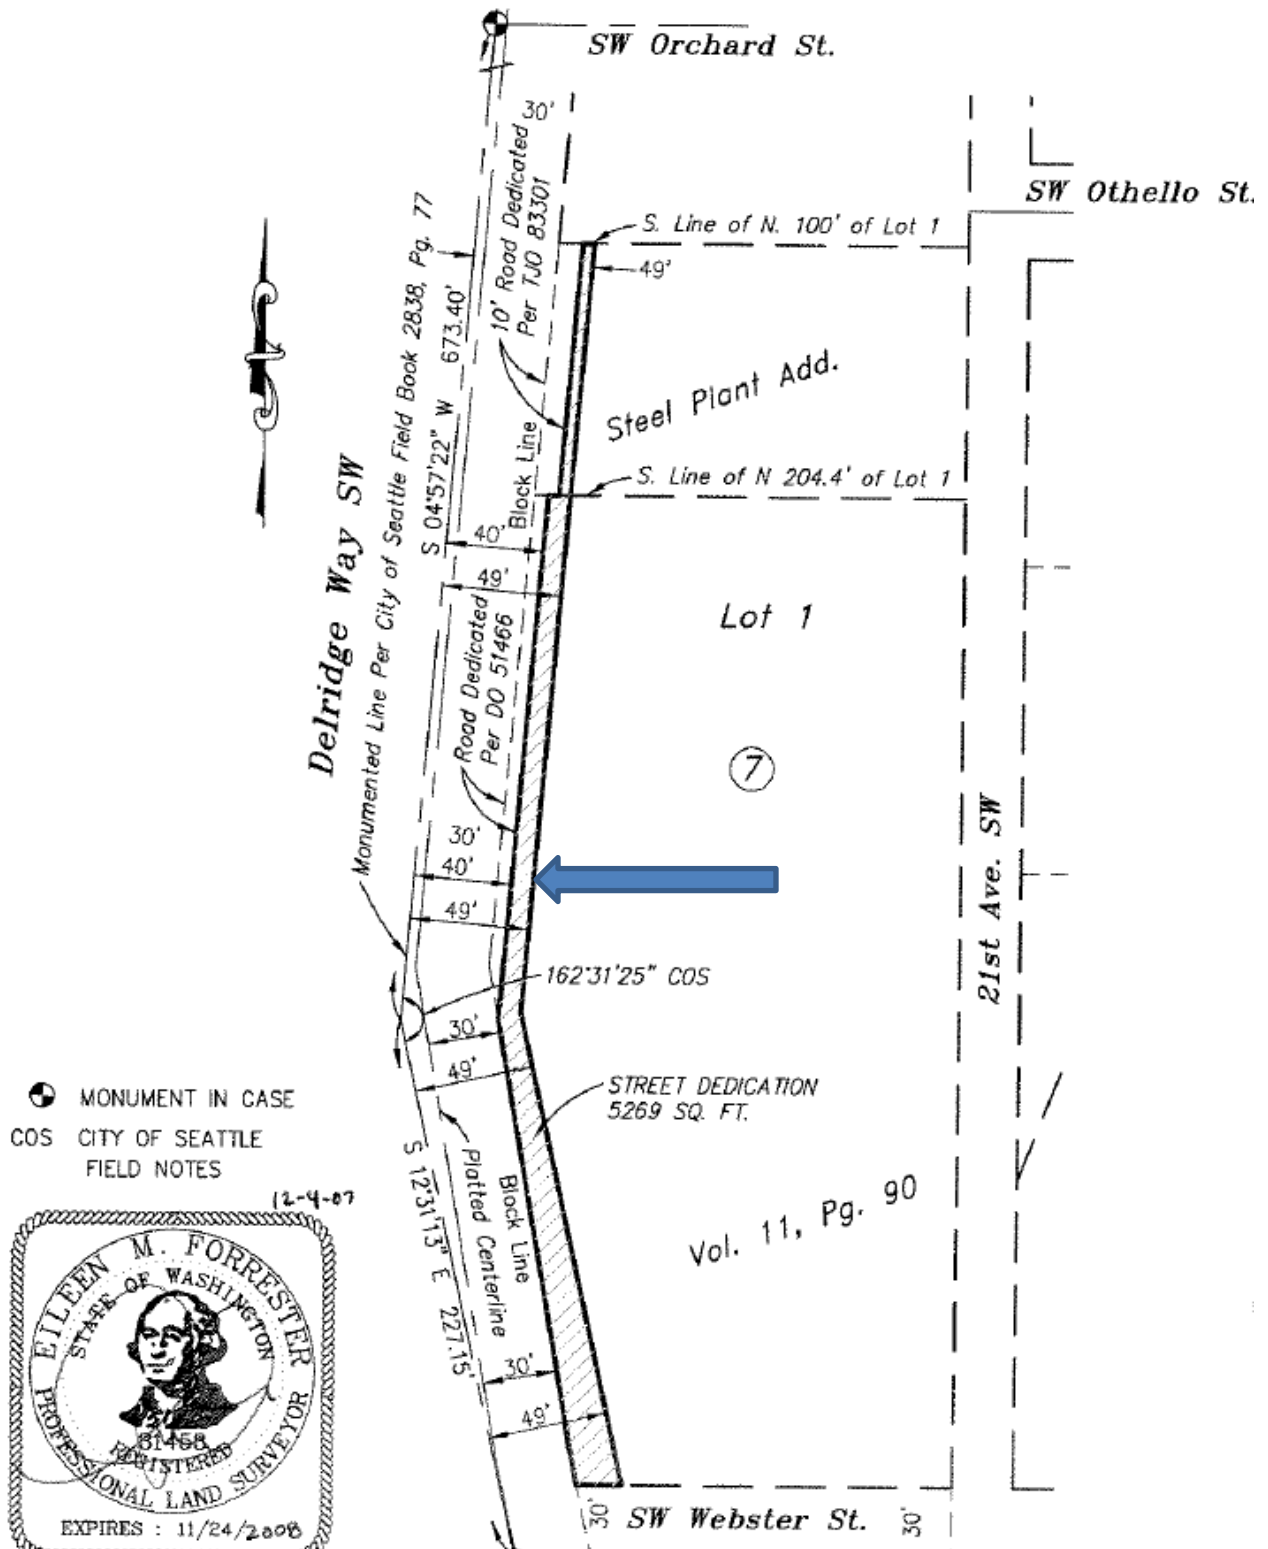 SW Orchard St.
30'
SW Othello St.
S. Line of N. 100' of Lot 1
49'
10' Road Dedicated
Per TJO 83301
Monumented Line Per City of Seattle Field Book 2838, Pg. 77
S 04°57'22" W 673.40'
Delridge Way SW
Block Line
Steel Plant Add.
S. Line of N 204.4' of Lot 1
40'
49'
Road Dedicated
Per DO 51466
Lot 1
7
21st Ave. SW
30'
40'
49'
162°31'25" COS
30'
49'
STREET DEDICATION
5269 SQ. FT.
MONUMENT IN CASE
COS CITY OF SEATTLE
FIELD NOTES
12-4-07
S 12°31'13" E 227.15'
Platted Centerline
Block Line
Vol. 11, Pg. 90
30'
49'
30'
SW Webster St.
30'
EILEEN M. FORRESTER
STATE OF WASHINGTON
31458
REGISTERED
PROFESSIONAL LAND SURVEYOR
EXPIRES : 11/24/2008